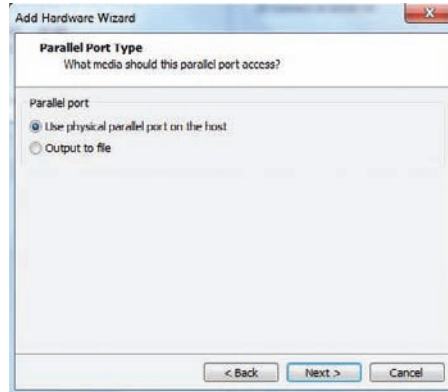 Add Hardware Wizard
Parallel Port Type
What media should this parallel port access?
Parallel port
Use physical parallel port on the host
Output to file
< Back Next > Cancel